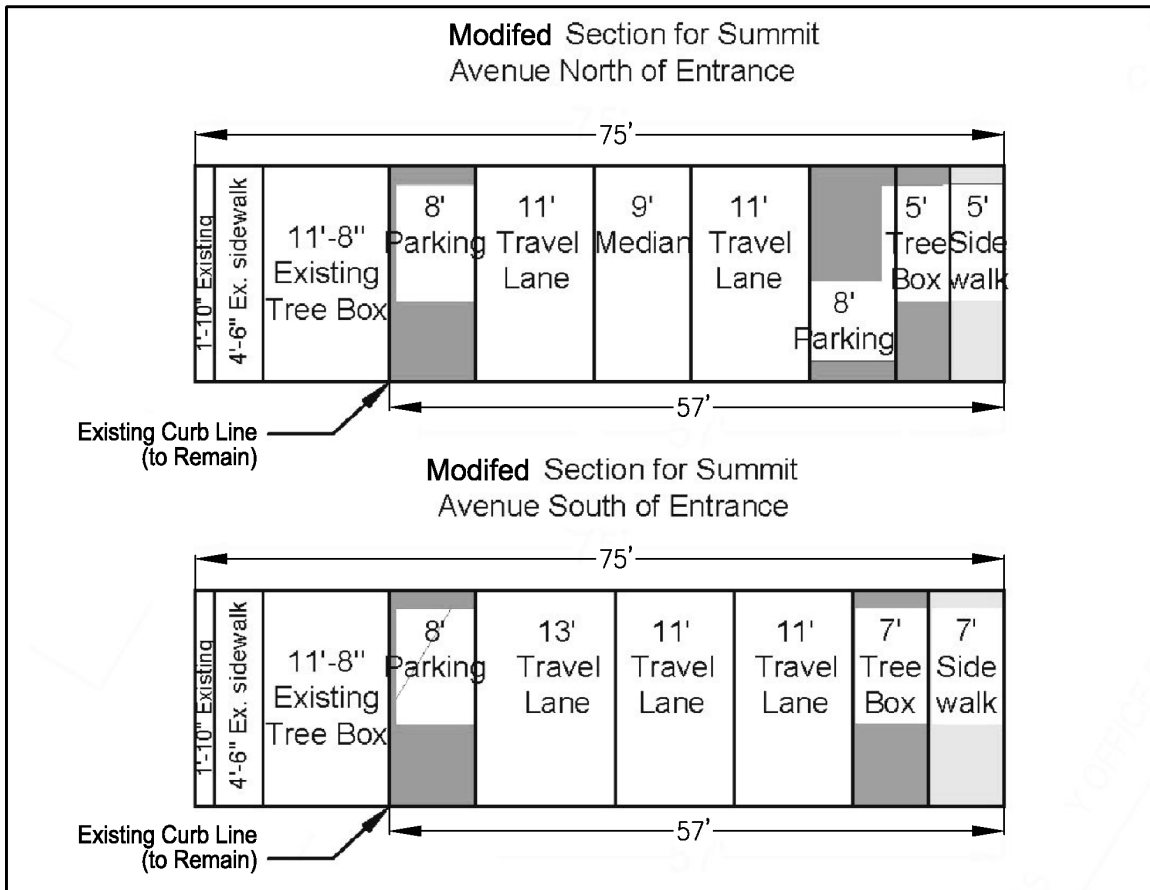 Modifed Section for Summit
Avenue North of Entrance
75'
1'-10" Existing
4'-6" Ex. sidewalk
11'-8"
Existing
Tree Box
8'
Parking
11'
Travel
Lane
9'
Median
11'
Travel
Lane
8'
Parking
5'
Tree
Box
5'
Side
walk
57'
Existing Curb Line
(to Remain)
Modifed Section for Summit
Avenue South of Entrance
75'
1'-10" Existing
4'-6" Ex. sidewalk
11'-8"
Existing
Tree Box
8'
Parking
13'
Travel
Lane
11'
Travel
Lane
11'
Travel
Lane
7'
Tree
Box
7'
Side
walk
57'
Existing Curb Line
(to Remain)